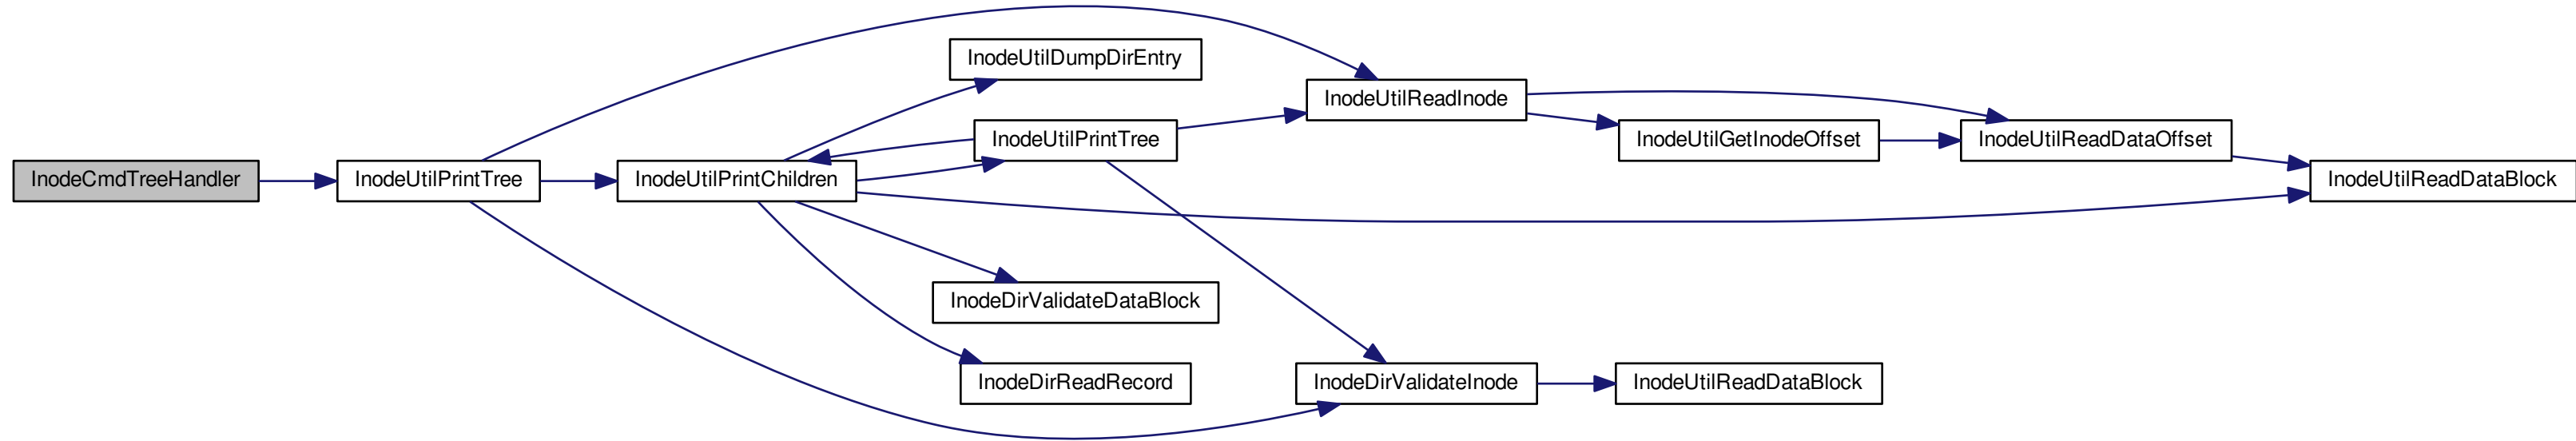 InodeCmdTreeHandler
InodeUtilPrintTree
InodeUtilPrintChildren
InodeUtilDumpDirEntry
InodeUtilPrintTree
InodeDirValidateDataBlock
InodeDirReadRecord
InodeUtilReadInode
InodeDirValidateInode
InodeUtilGetInodeOffset
InodeUtilReadDataBlock
InodeUtilReadDataOffset
InodeUtilReadDataBlock